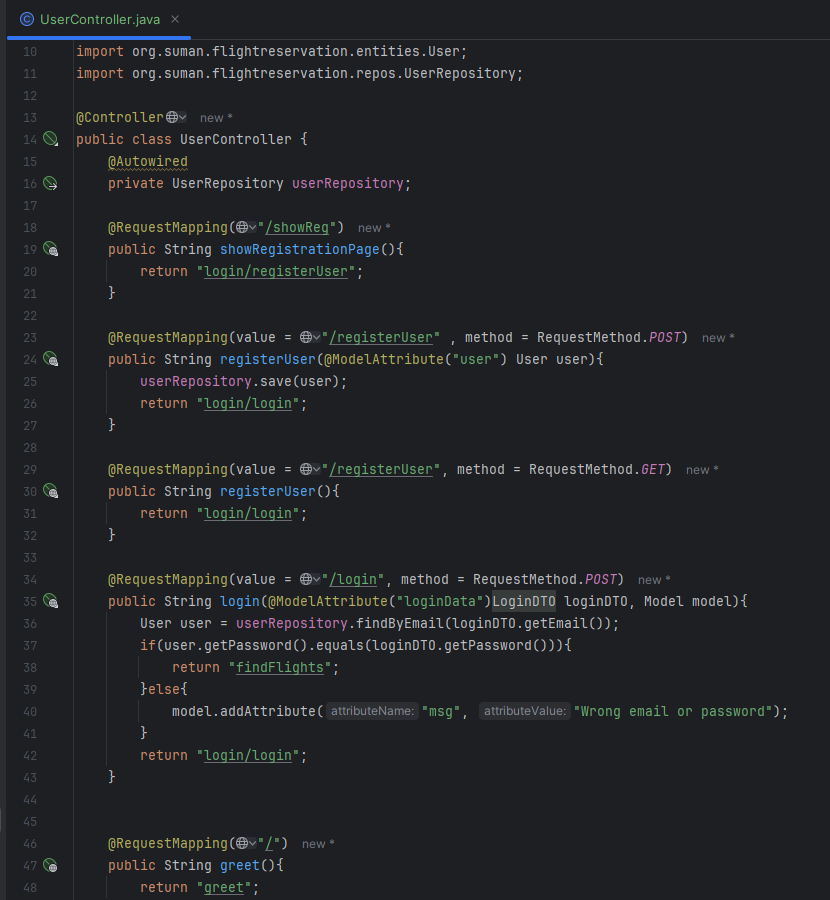 UserController.java ×
10 import org.suman.flightreservation.entities.User;
11 import org.suman.flightreservation.repos.UserRepository;
12
13 @Controller new *
14 public class UserController {
15     @Autowired
16     private UserRepository userRepository;
17
18     @RequestMapping("/showReg") new *
19     public String showRegistrationPage(){
20         return "login/registerUser";
21     }
22
23     @RequestMapping(value = "/registerUser" , method = RequestMethod.POST) new *
24     public String registerUser(@ModelAttribute("user") User user){
25         userRepository.save(user);
26         return "login/login";
27     }
28
29     @RequestMapping(value = "/registerUser", method = RequestMethod.GET) new *
30     public String registerUser(){
31         return "login/login";
32     }
33
34     @RequestMapping(value = "/login", method = RequestMethod.POST) new *
35     public String login(@ModelAttribute("loginData")LoginDTO loginDTO, Model model){
36         User user = userRepository.findByEmail(loginDTO.getEmail());
37         if(user.getPassword().equals(loginDTO.getPassword())){
38             return "findFlights";
39         }else{
40             model.addAttribute( attributeName: "msg", attributeValue: "Wrong email or password");
41         }
42         return "login/login";
43     }
44
45
46     @RequestMapping("/") new *
47     public String greet(){
48         return "greet";